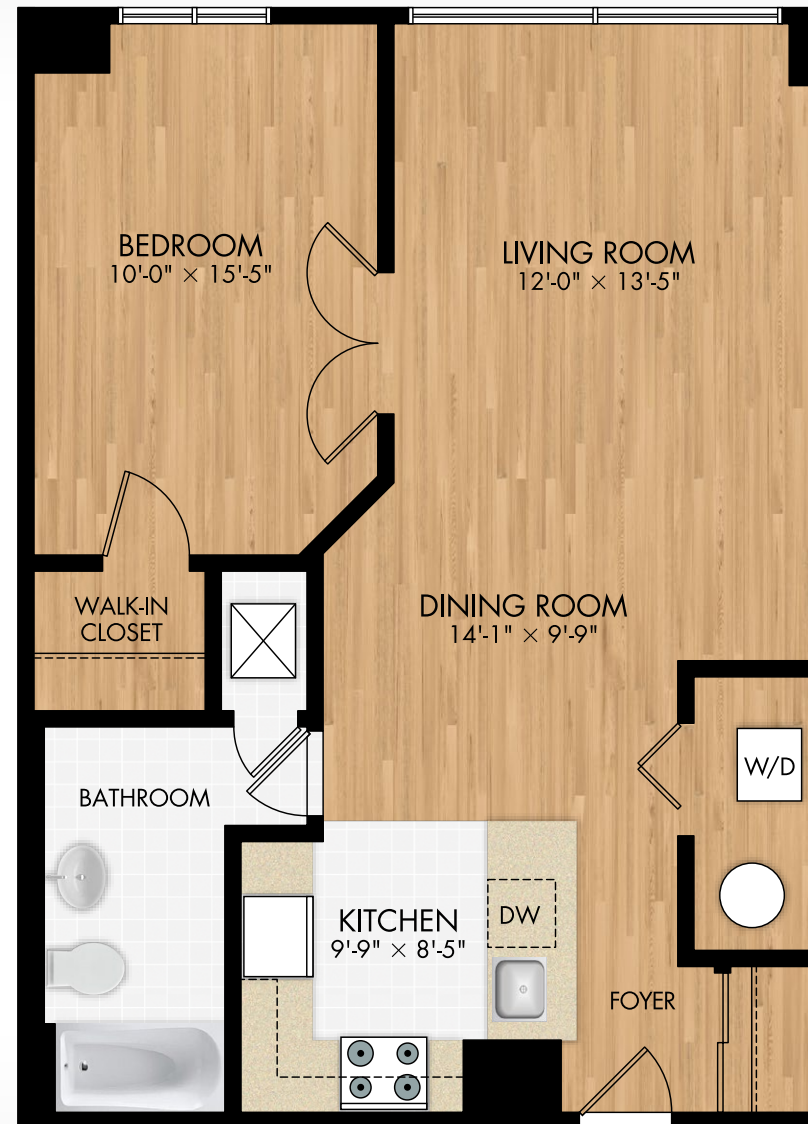 BEDROOM
10'-0" × 15'-5"
LIVING ROOM
12'-0" × 13'-5"
WALK-IN
CLOSET
DINING ROOM
14'-1" × 9'-9"
W/D
BATHROOM
KITCHEN
9'-9" × 8'-5"
DW
FOYER